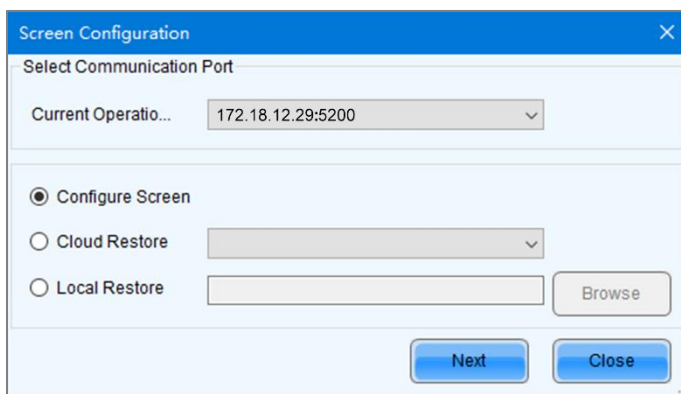 Screen Configuration
Select Communication Port
Current Operatio... 172.18.12.29:5200
Configure Screen
Cloud Restore
Local Restore Browse
Next Close